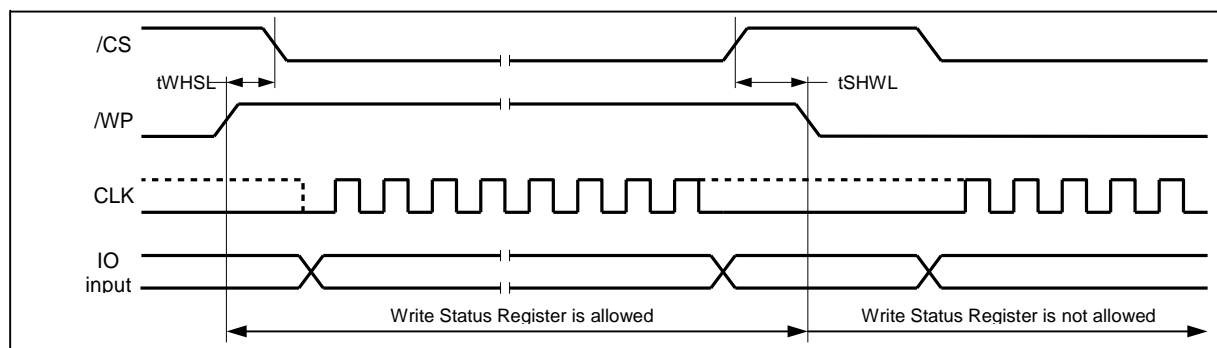 /CS
tWHSL
tSHWL
/WP
CLK
IO
input
Write Status Register is allowed
Write Status Register is not allowed